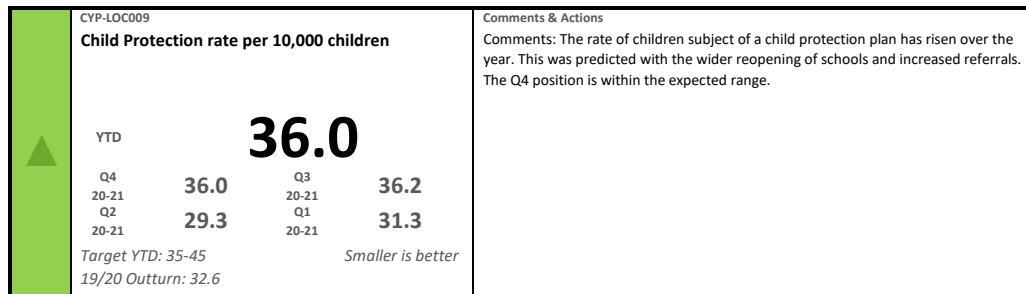 CYP-LOC009
Child Protection rate per 10,000 children
YTD
36.0
Q4
20-21
36.0
Q3
20-21
36.2
Q2
20-21
29.3
Q1
20-21
31.3
Target YTD: 35-45
Smaller is better
19/20 Outturn: 32.6
Comments & Actions
Comments: The rate of children subject of a child protection plan has risen over the
year. This was predicted with the wider reopening of schools and increased referrals.
The Q4 position is within the expected range.